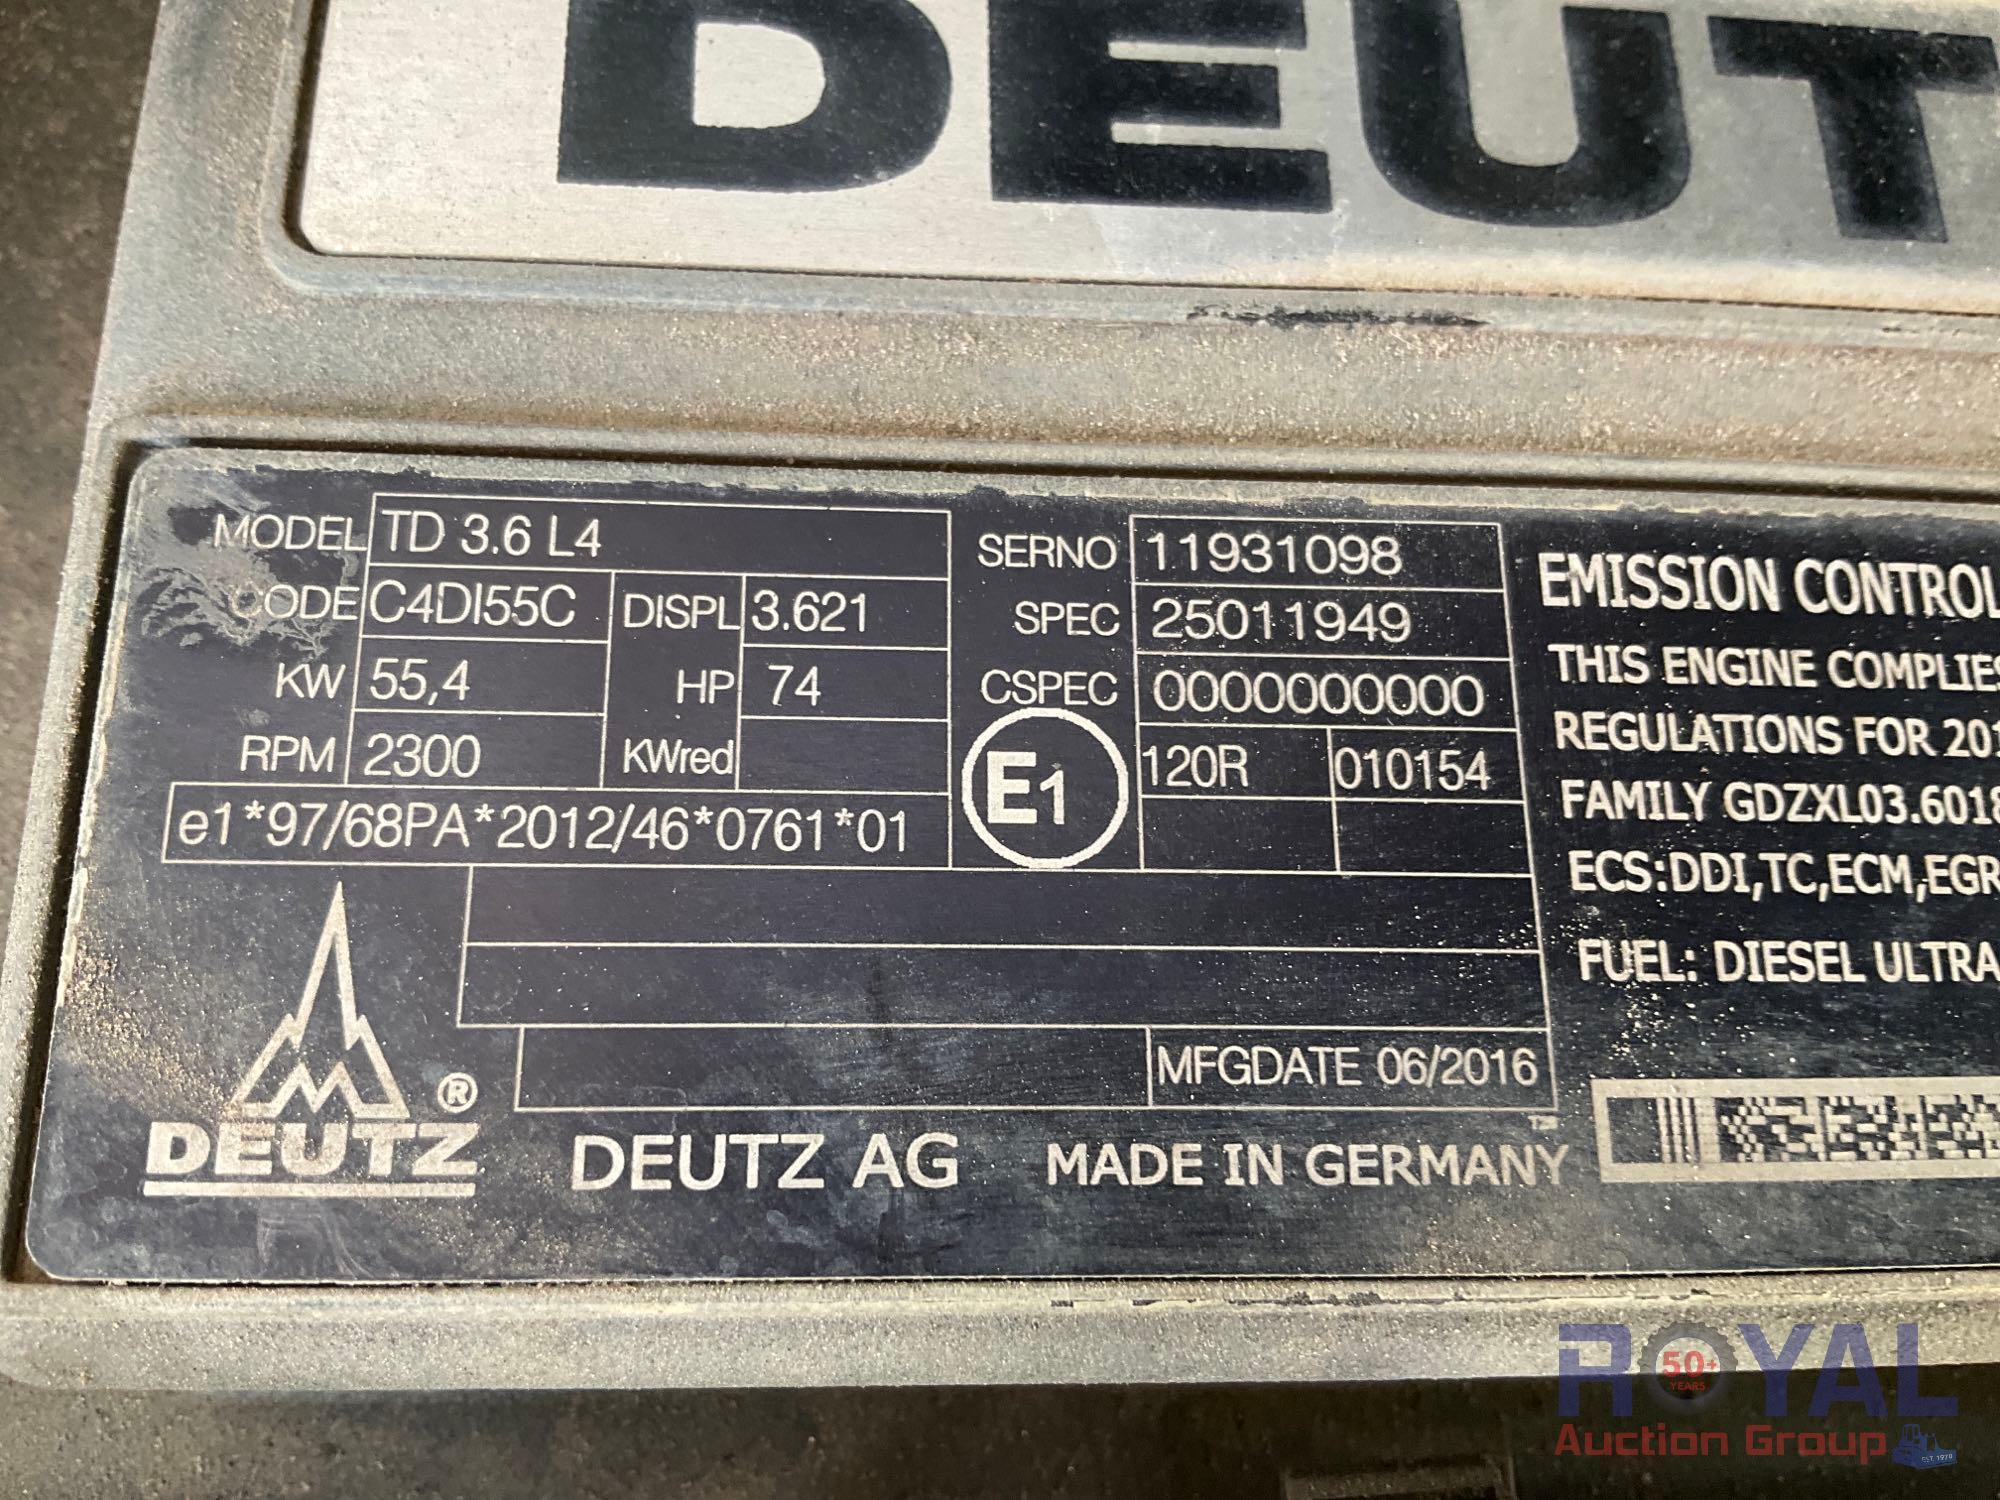 DEUT
MODEL TD 3.6 L4
CODE C4DI55C DISPL 3.621
KW 55,4 HP 74
RPM 2300 KWred
e1*97/68PA*2012/46*0761*01
SERNO 11931098
SPEC 25011949
CSPEC 0000000000
E1 120R 010154
MFGDATE 06/2016
DEUTZ ®
DEUTZ AG MADE IN GERMANY
EMISSION CONTROL
THIS ENGINE COMPLIES
REGULATIONS FOR 201
FAMILY GDZXL03.6018
ECS:DDI,TC,ECM,EGR
FUEL: DIESEL ULTRA
ROYAL
50+
YEARS
Auction Group
EST. 1970